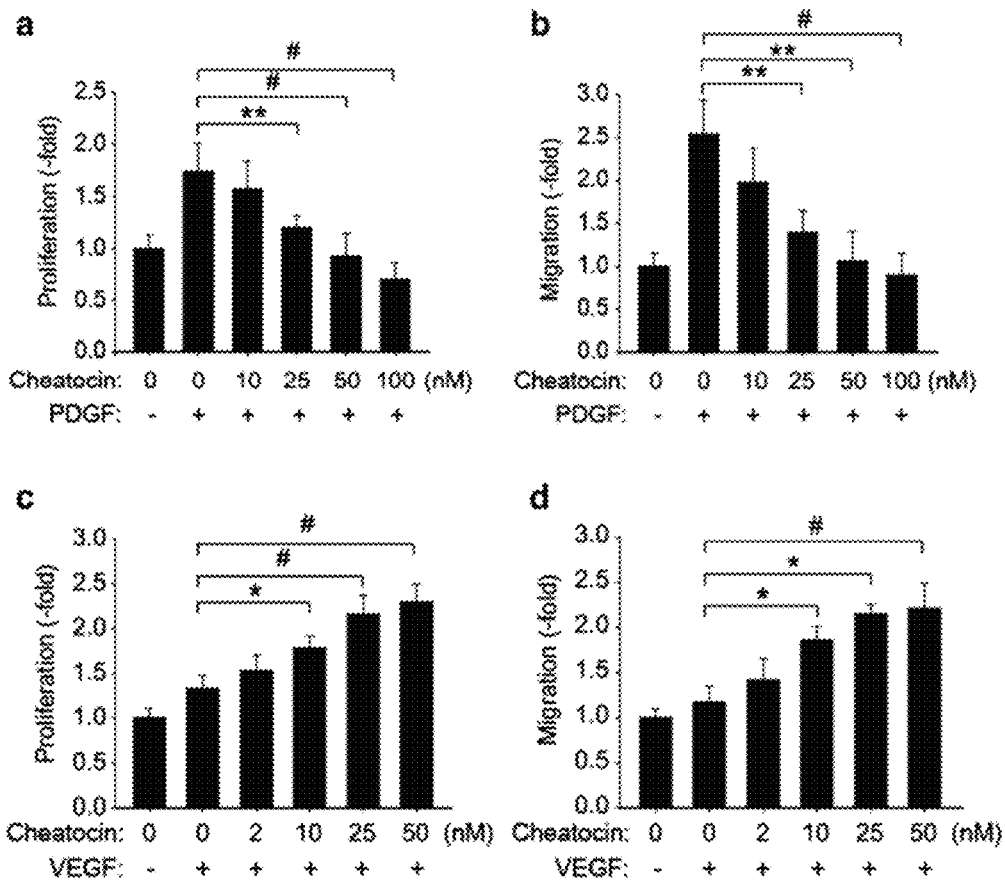 a
#
#
**
Proliferation (-fold)
2.5
2.0
1.5
1.0
0.5
0.0
Cheatocin: 0 0 10 25 50 100 (nM)
PDGF: - + + + + +
b
#
**
**
Migration (-fold)
3.0
2.5
2.0
1.5
1.0
0.5
0.0
Cheatocin: 0 0 10 25 50 100 (nM)
PDGF: - + + + + +
c
#
#
*
Proliferation (-fold)
3.0
2.5
2.0
1.5
1.0
0.5
0.0
Cheatocin: 0 0 2 10 25 50 (nM)
VEGF: - + + + + +
d
#
*
*
Migration (-fold)
3.0
2.5
2.0
1.5
1.0
0.5
0.0
Cheatocin: 0 0 2 10 25 50 (nM)
VEGF: - + + + + +